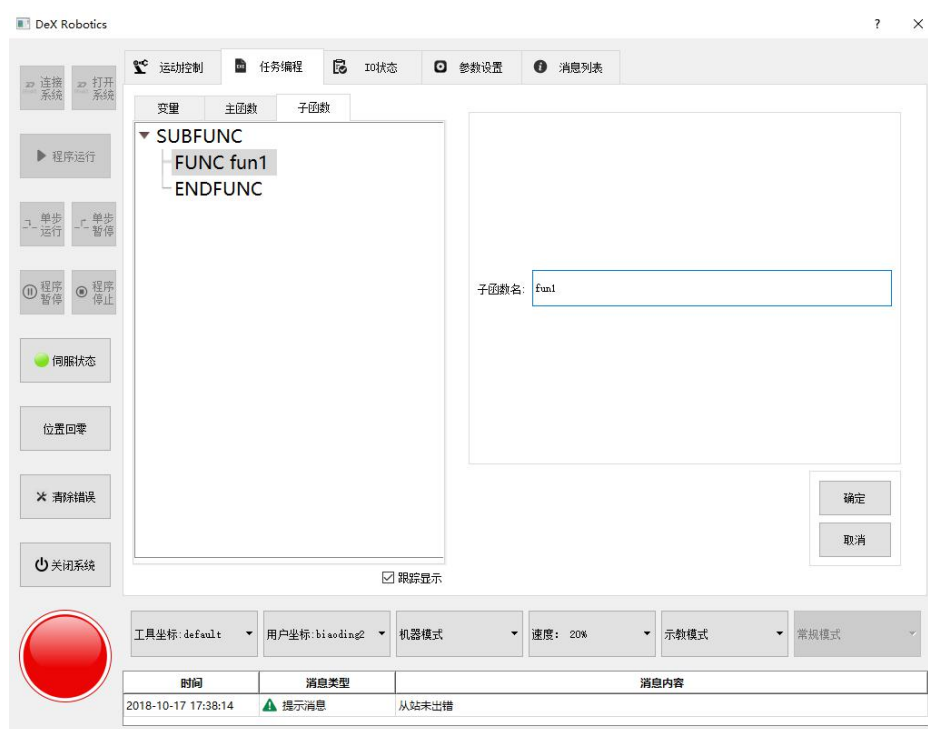 DeX Robotics
?
×
连接系统
打开系统
程序运行
单步运行
单步暂停
程序暂停
程序停止
伺服状态
位置回零
清除错误
关闭系统
运动控制
任务编程
IO状态
参数设置
消息列表
变量
主函数
子函数
SUBFUNC
FUNC fun1
ENDFUNC
跟踪显示
子函数名:
fun1
确定
取消
工具坐标:default
用户坐标:biaoding2
机器模式
速度: 20%
示教模式
常规模式
时间
消息类型
消息内容
2018-10-17 17:38:14
提示消息
从站未出错